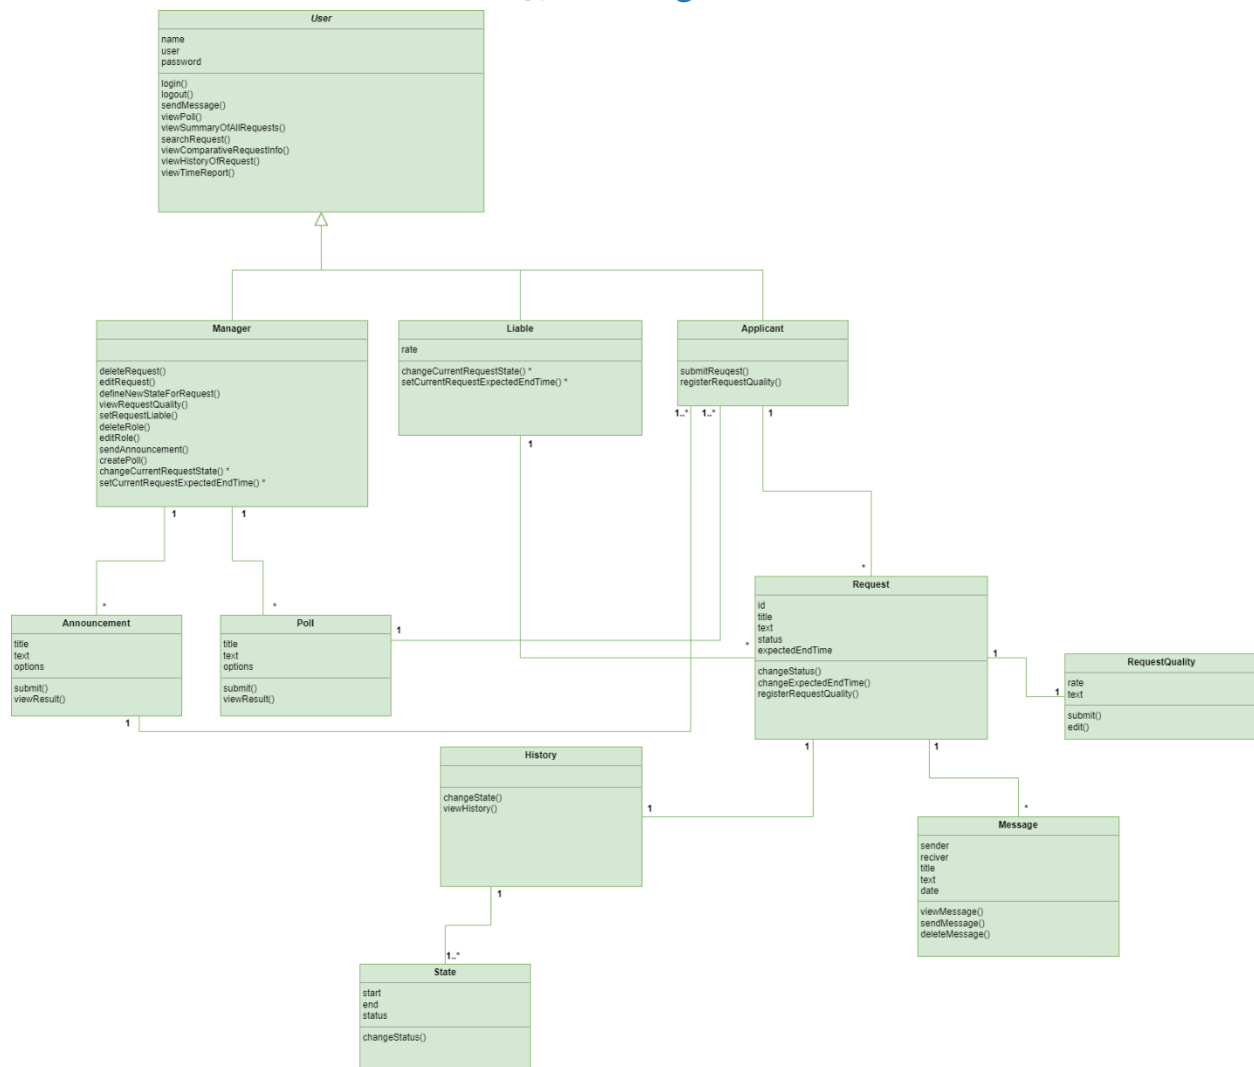 User
name
user
password
login()
logout()
sendMessage()
viewPoll()
viewSummaryOfAllRequests()
searchRequest()
viewComparativeRequestInfo()
viewHistoryOfRequest()
viewTimeReport()
Manager
deleteRequest()
editRequest()
defineNewStateForRequest()
viewRequestQuality()
setRequestLiable()
deleteRole()
editRole()
sendAnnouncement()
createPoll()
changeCurrentRequestState() *
setCurrentRequestExpectedEndTime() *
1
1
Liable
rate
changeCurrentRequestState() *
setCurrentRequestExpectedEndTime() *
1
Applicant
submitReuqest()
registerRequestQuality()
1..*
1..*
1
*
*
Announcement
title
text
options
submit()
viewResult()
1
Poll
title
text
options
submit()
viewResult()
1
*
*
Request
id
title
text
status
expectedEndTime
changeStatus()
changeExpectedEndTime()
registerRequestQuality()
1
1
1
1
RequestQuality
rate
text
submit()
edit()
History
changeState()
viewHistory()
1
1
*
Message
sender
reciver
title
text
date
viewMessage()
sendMessage()
deleteMessage()
1..*
State
start
end
status
changeStatus()